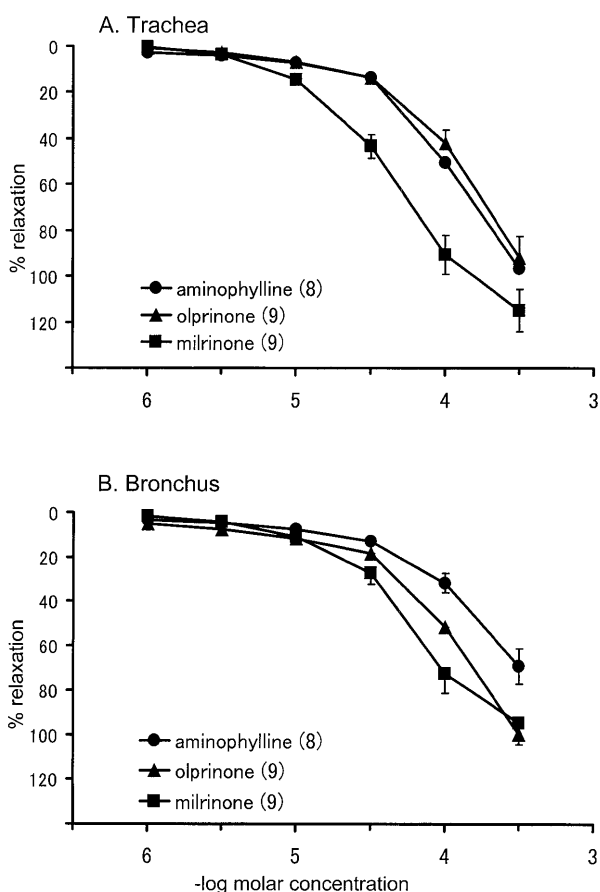 A. Trachea
0
20
40
60
80
100
120
% relaxation
aminophylline (8)
olprinone (9)
milrinone (9)
6 5 4 3
B. Bronchus
0
20
40
60
80
100
120
% relaxation
aminophylline (8)
olprinone (9)
milrinone (9)
6 5 4 3
-log molar concentration